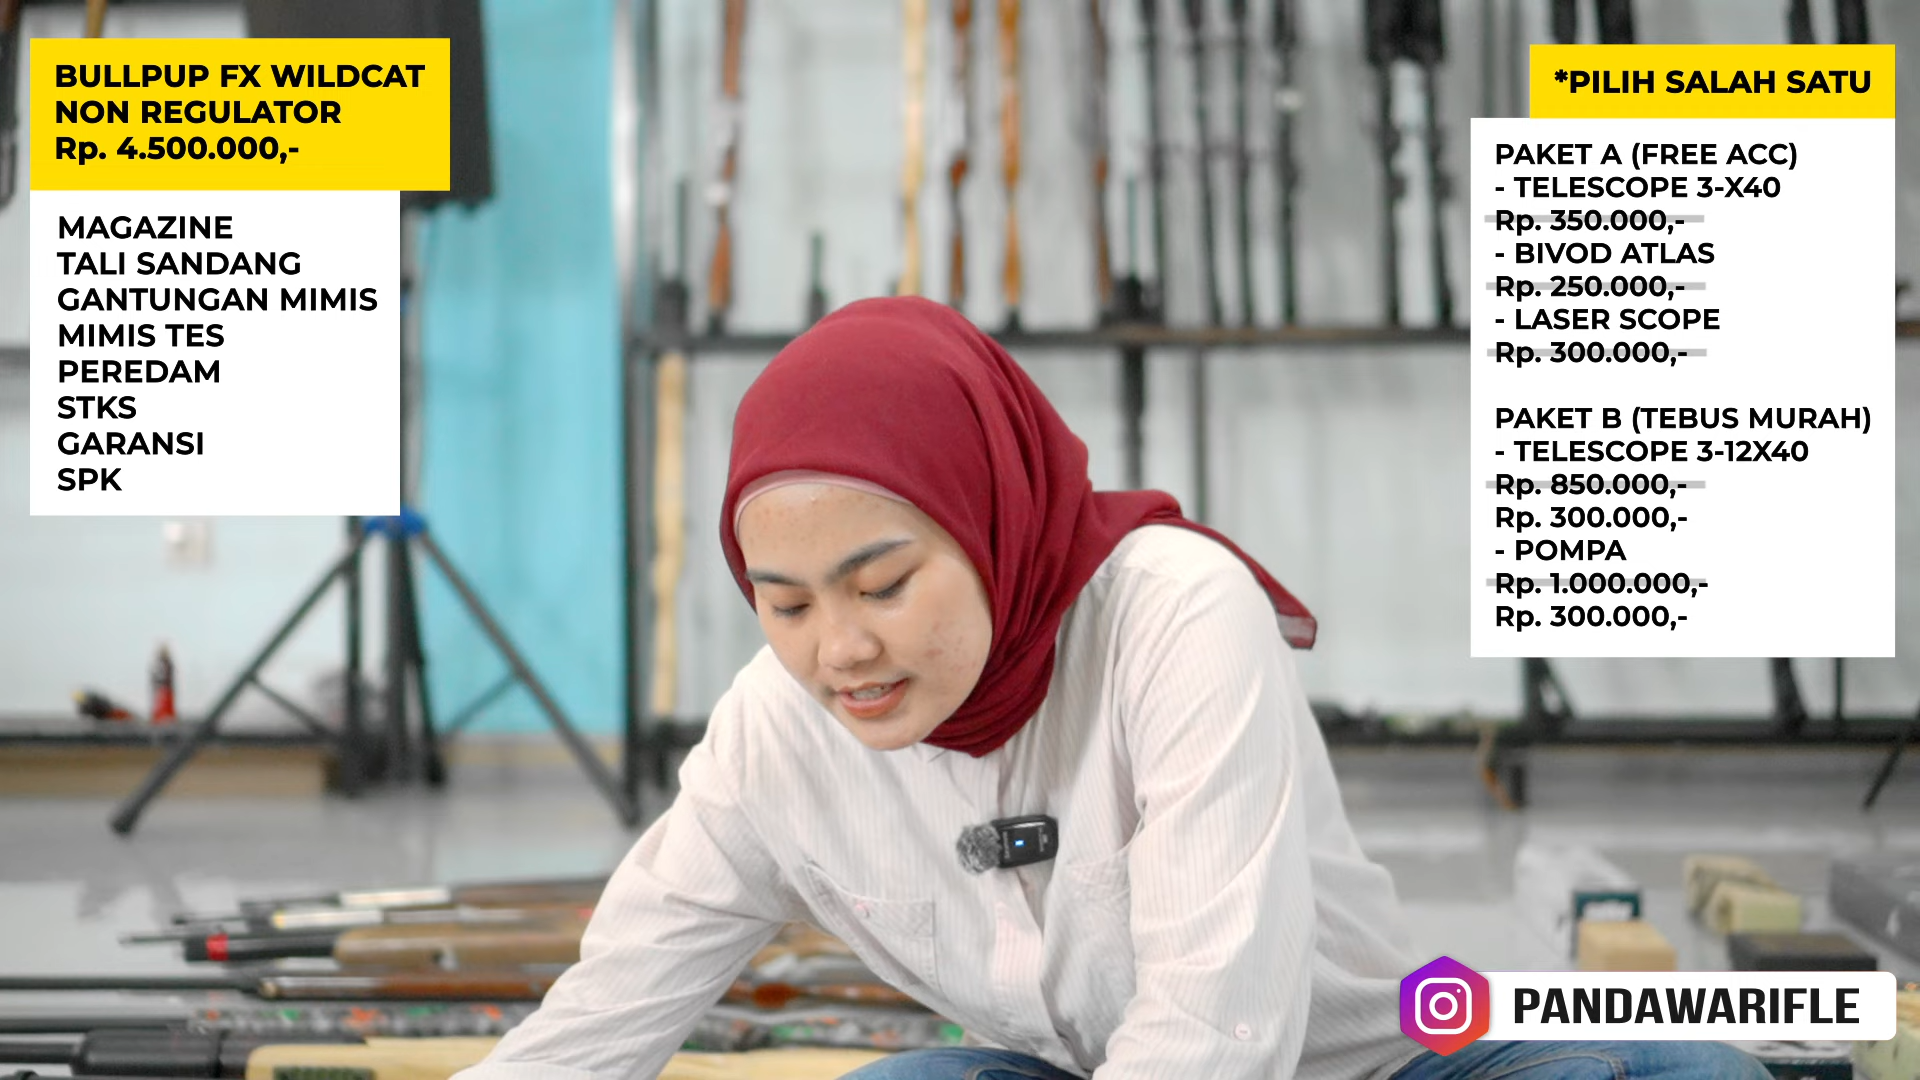 BULLPUP FX WILDCAT
NON REGULATOR
Rp. 4.500.000,-
MAGAZINE
TALI SANDANG
GANTUNGAN MIMIS
MIMIS TES
PEREDAM
STKS
GARANSI
SPK
*PILIH SALAH SATU
PAKET A (FREE ACC)
- TELESCOPE 3-X40
Rp. 350.000,-
- BIVOD ATLAS
Rp. 250.000,-
- LASER SCOPE
Rp. 300.000,-
PAKET B (TEBUS MURAH)
- TELESCOPE 3-12X40
Rp. 850.000,-
Rp. 300.000,-
- POMPA
Rp. 1.000.000,-
Rp. 300.000,-
PANDAWARIFLE